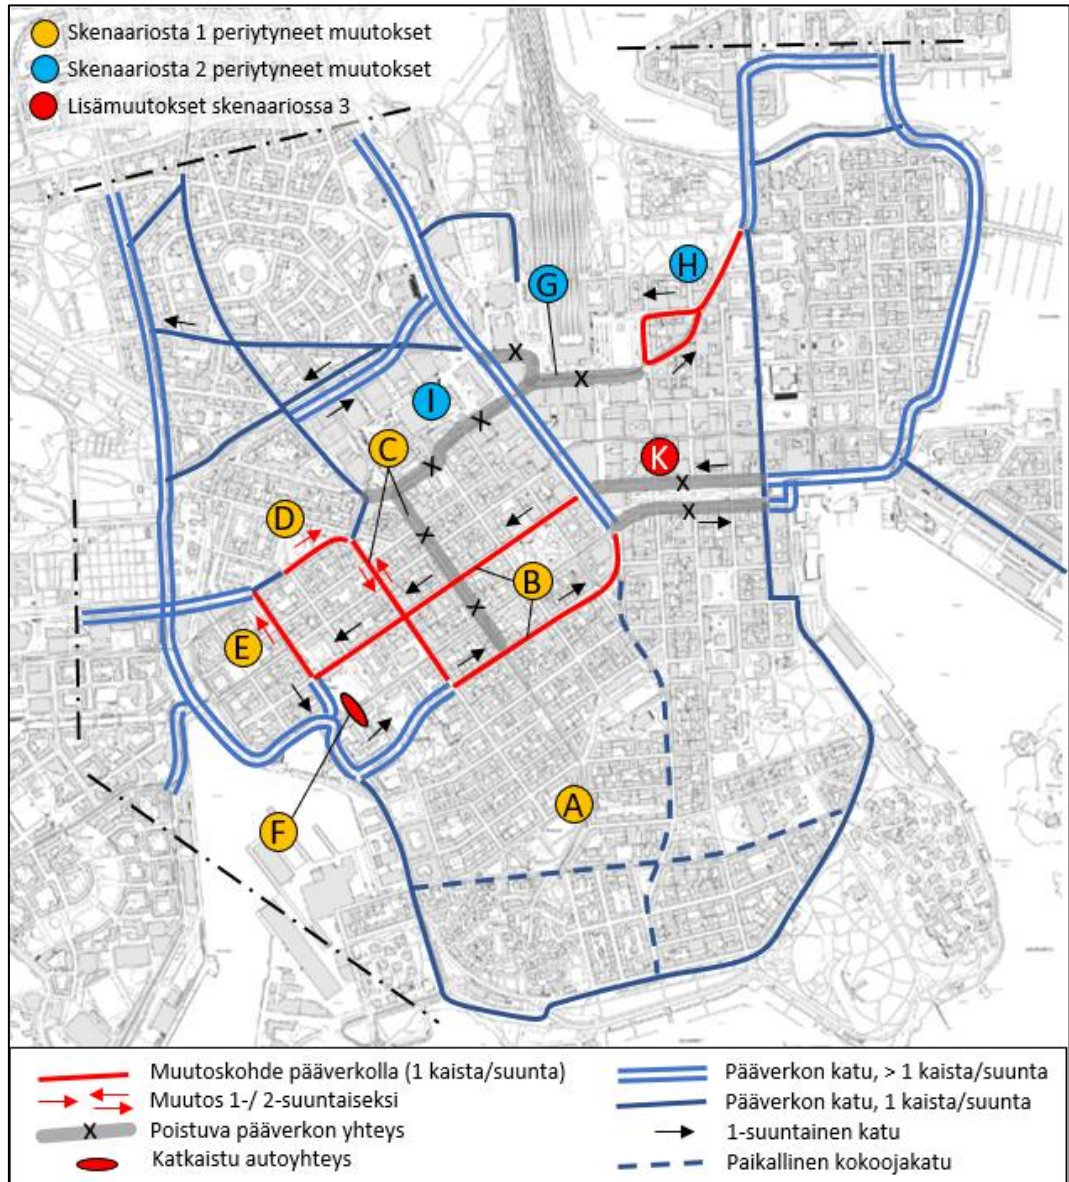 Skenaariosta 1 periytyneet muutokset
Skenaariosta 2 periytyneet muutokset
Lisämuutokset skenaariossa 3
H
G
I
K
C
D
B
E
A
F
Muutoskohde pääverkolla (1 kaista/suunta)
Muutos 1-/ 2-suuntaiseksi
X Poistuva pääverkon yhteys
Katkaistu autoyhteys
Pääverkon katu, > 1 kaista/suunta
Pääverkon katu, 1 kaista/suunta
1-suuntainen katu
Paikallinen kokoojakatu